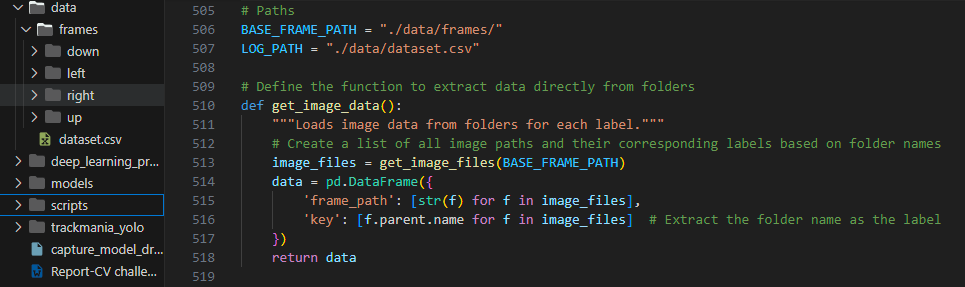 data
frames
down
left
right
up
dataset.csv
deep_learning_pr...
models
scripts
trackmania_yolo
capture_model_dr...
Report-CV challe...
505 # Paths
506 BASE_FRAME_PATH = "./data/frames/"
507 LOG_PATH = "./data/dataset.csv"
508
509 # Define the function to extract data directly from folders
510 def get_image_data():
511     """Loads image data from folders for each label."""
512     # Create a list of all image paths and their corresponding labels based on folder names
513     image_files = get_image_files(BASE_FRAME_PATH)
514     data = pd.DataFrame({
515         'frame_path': [str(f) for f in image_files],
516         'key': [f.parent.name for f in image_files]  # Extract the folder name as the label
517     })
518     return data
519